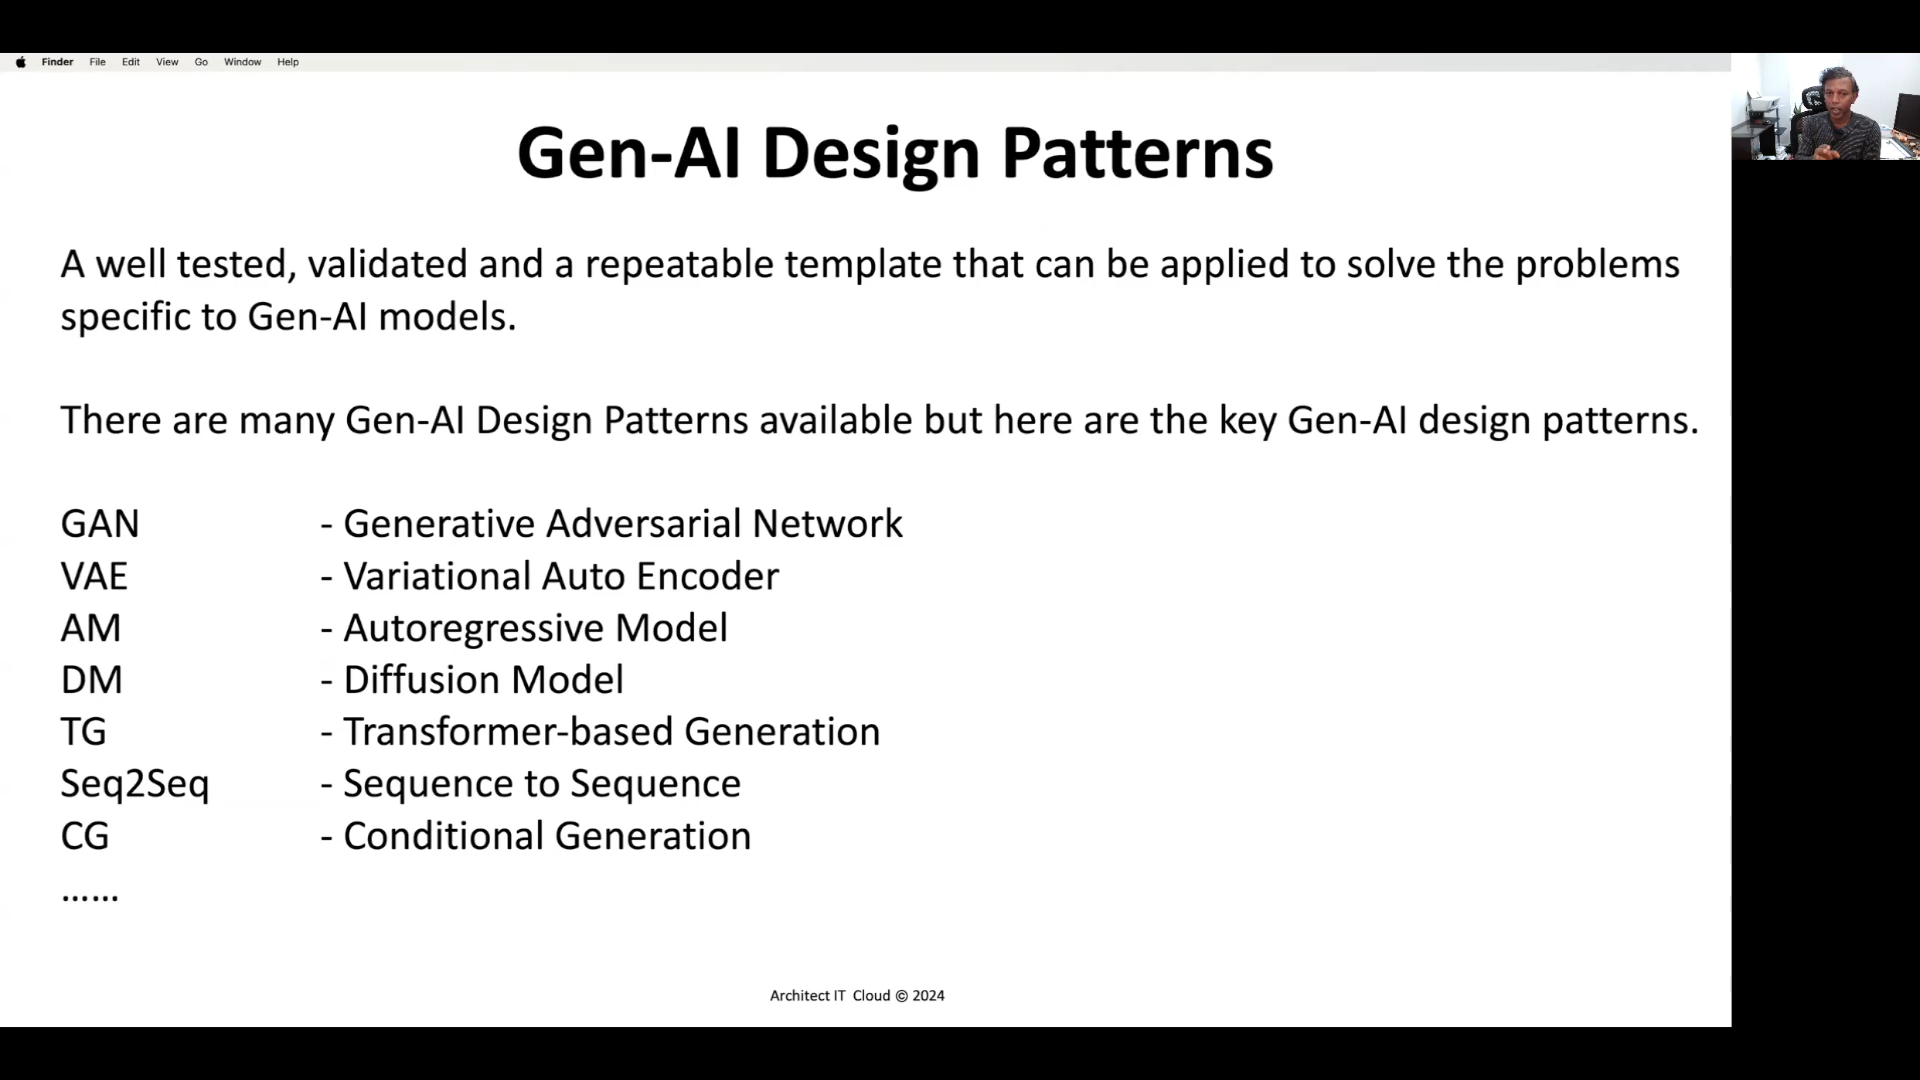 Finder File Edit View Go Window Help
Gen-AI Design Patterns
A well tested, validated and a repeatable template that can be applied to solve the problems
specific to Gen-AI models.
There are many Gen-AI Design Patterns available but here are the key Gen-AI design patterns.
GAN - Generative Adversarial Network
VAE - Variational Auto Encoder
AM - Autoregressive Model
DM - Diffusion Model
TG - Transformer-based Generation
Seq2Seq - Sequence to Sequence
CG - Conditional Generation
……
Architect IT Cloud © 2024